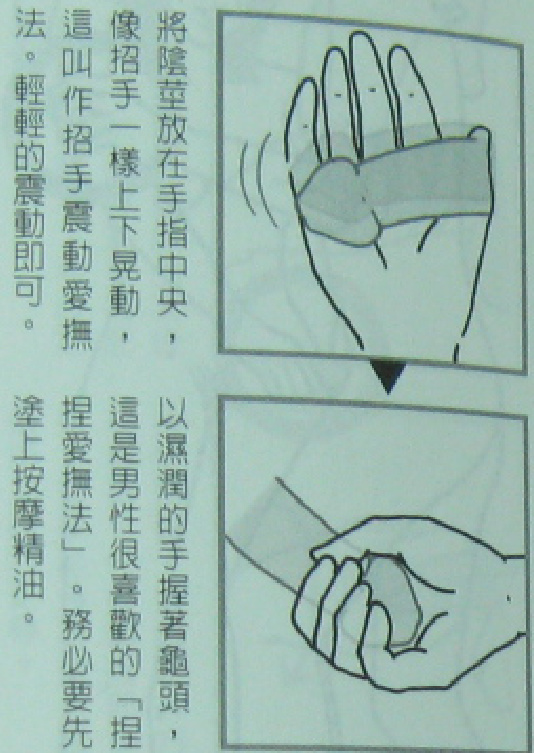 將陰莖放在手指中央，
像招手一樣上下晃動，
這叫作招手震動愛撫
法。輕輕的震動即可。
以濕潤的手握著龜頭，
這是男性很喜歡的「捏
捏愛撫法」。務必要先
塗上按摩精油。